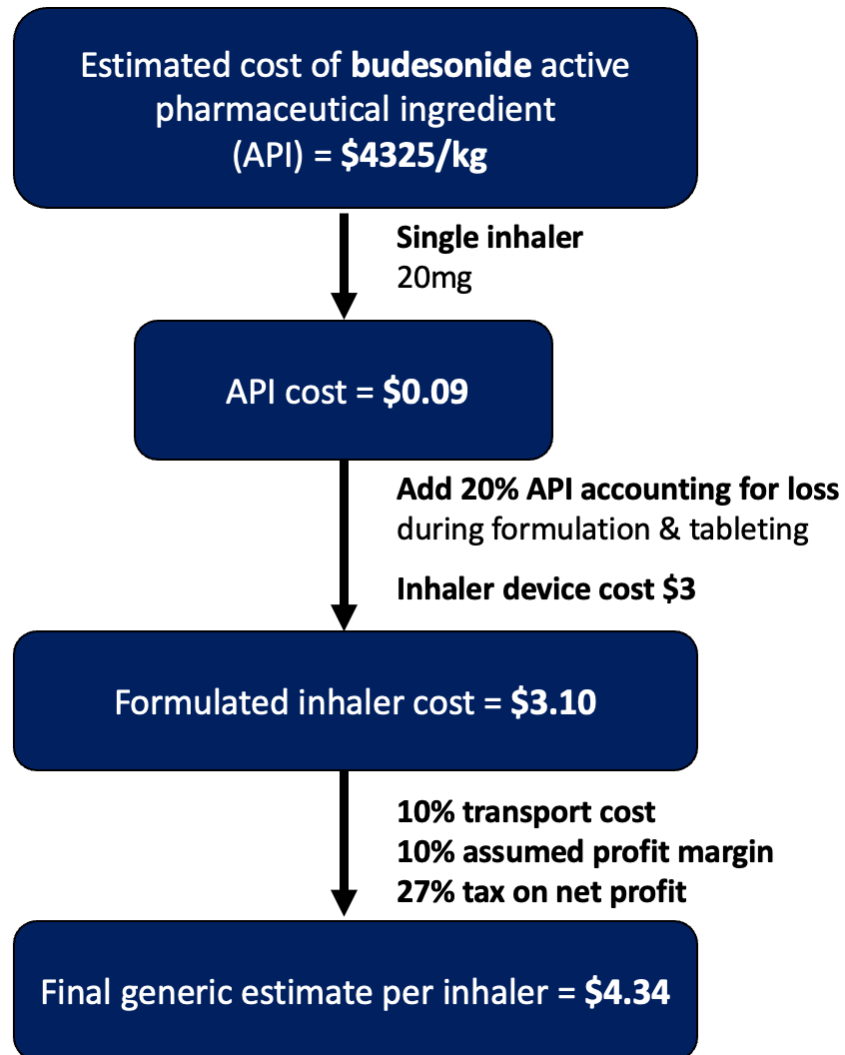 Estimated cost of budesonide active
pharmaceutical ingredient
(API) = $4325/kg
Single inhaler
20mg
API cost = $0.09
Add 20% API accounting for loss
during formulation & tableting
Inhaler device cost $3
Formulated inhaler cost = $3.10
10% transport cost
10% assumed profit margin
27% tax on net profit
Final generic estimate per inhaler = $4.34